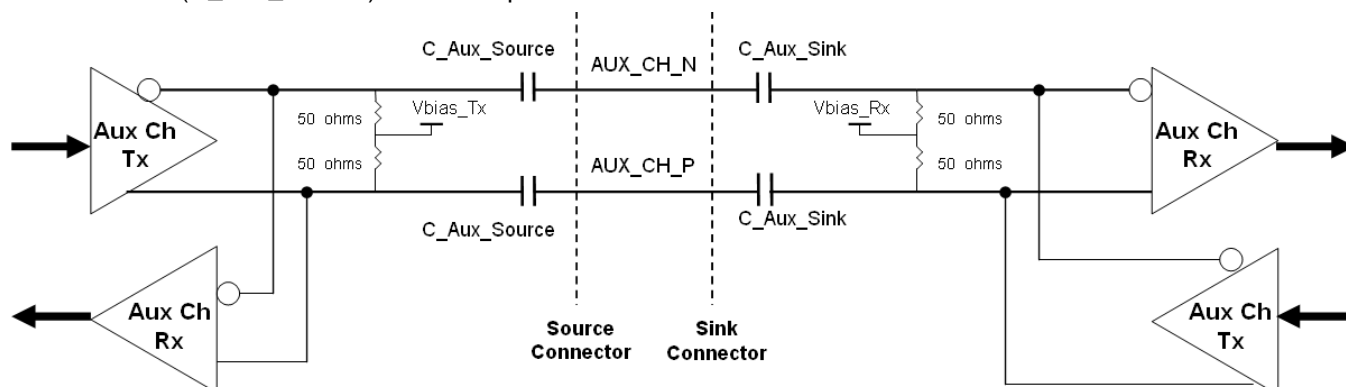 C_Aux_Source
AUX_CH_N
C_Aux_Sink
Aux Ch
Tx
50 ohms
Vbias_Tx
50 ohms
Vbias_Rx
50 ohms
50 ohms
Aux Ch
Rx
AUX_CH_P
C_Aux_Source
C_Aux_Sink
Aux Ch
Rx
Source
Connector
Sink
Connector
Aux Ch
Tx